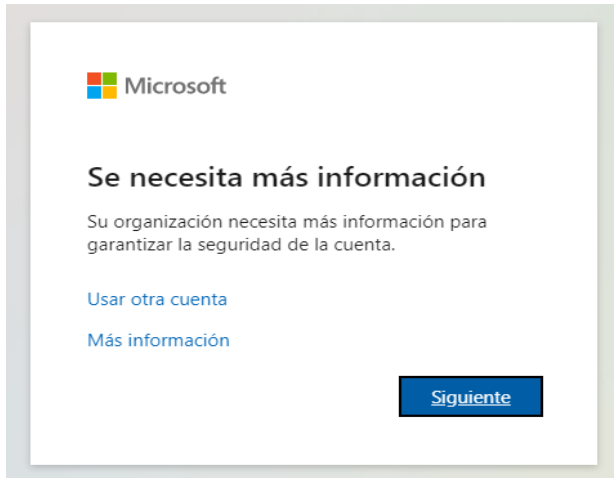 Microsoft
Se necesita más información
Su organización necesita más información para
garantizar la seguridad de la cuenta.
Usar otra cuenta
Más información
Siguiente